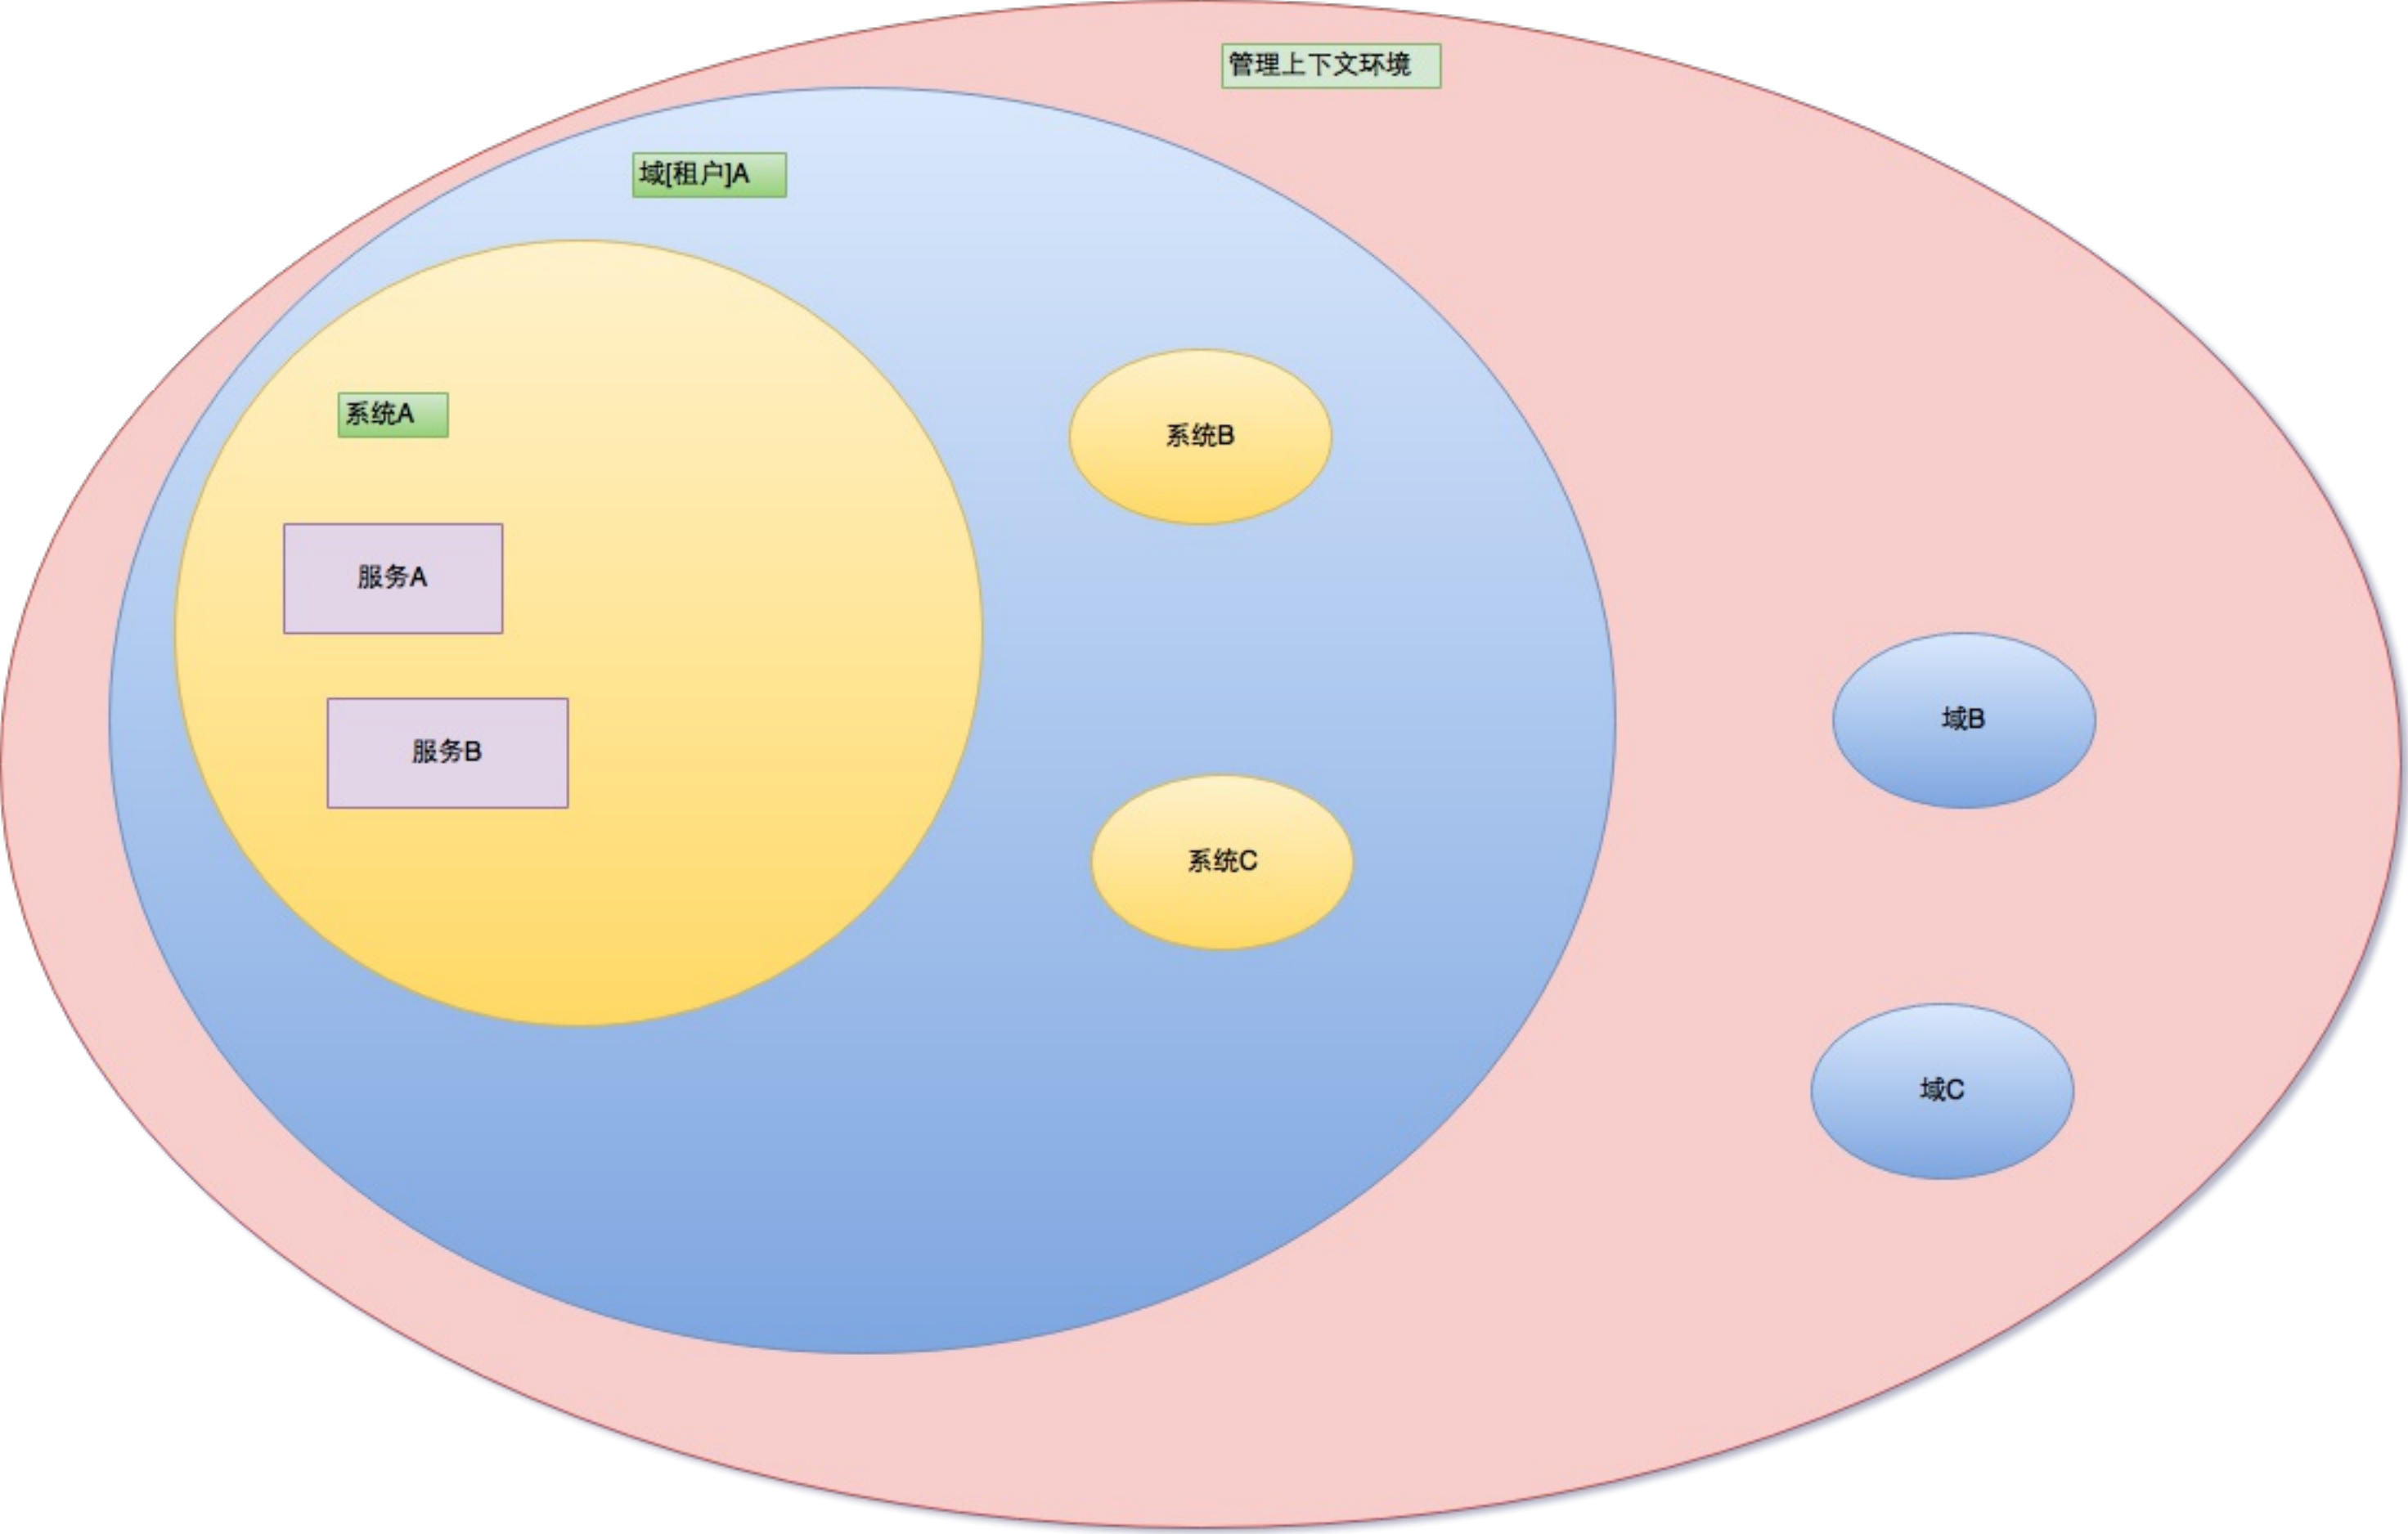 管理上下文环境
域[租户]A
系统A
系统B
服务A
域B
服务B
系统C
域C